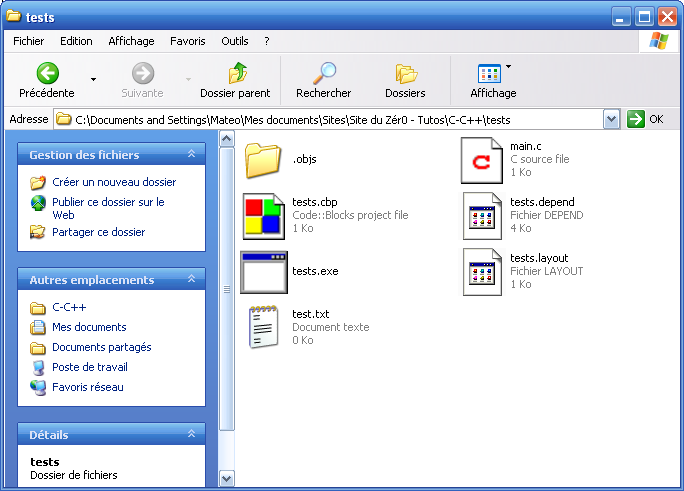 tests
Fichier Edition Affichage Favoris Outils ?
Précédente Suivante Dossier parent Rechercher Dossiers Affichage
Adresse C:\Documents and Settings\Mateo\Mes documents\Sites\Site du Zér0 - Tutos\C-C++\tests OK
Gestion des fichiers
Créer un nouveau dossier
Publier ce dossier sur le
Web
Partager ce dossier
Autres emplacements
C-C++
Mes documents
Documents partagés
Poste de travail
Favoris réseau
Détails
tests
Dossier de fichiers
.objs
main.c
C source file
1 Ko
tests.cbp
Code::Blocks project file
1 Ko
tests.depend
Fichier DEPEND
4 Ko
tests.exe
tests.layout
Fichier LAYOUT
1 Ko
test.txt
Document texte
0 Ko